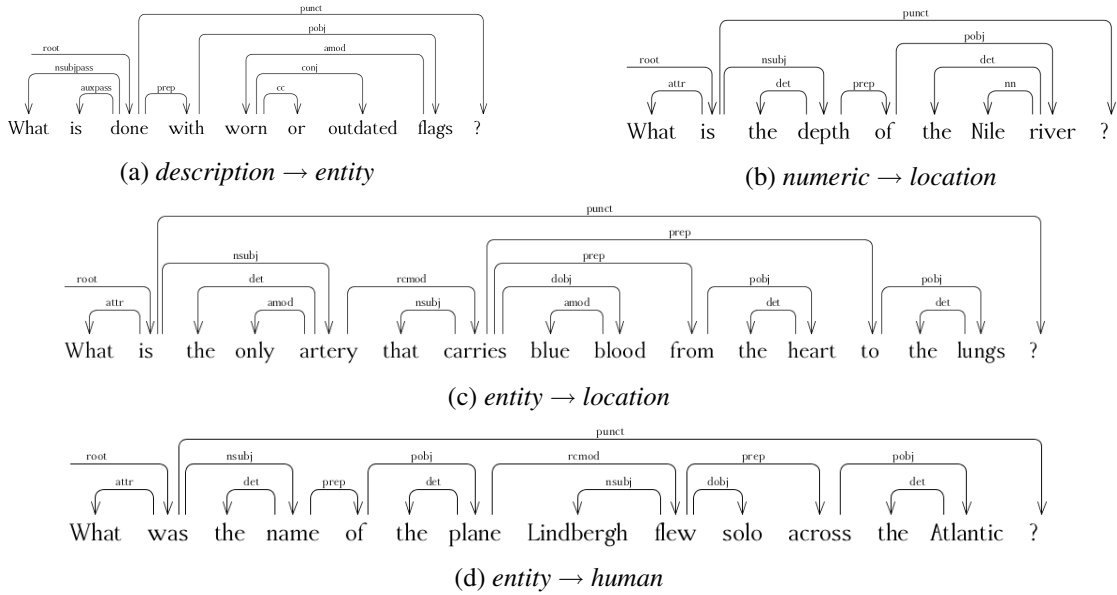 punct
pobj
root amod
nsubjpass conj
auxpass prep cc
What is done with worn or outdated flags ?
(a) description → entity
punct
pobj
root nsubj det
attr det prep nn
What is the depth of the Nile river ?
(b) numeric → location
punct
prep
nsubj prep
root det rcmod dobj pobj pobj
attr amod nsubj amod det det
What is the only artery that carries blue blood from the heart to the lungs ?
(c) entity → location
punct
root nsubj pobj rcmod prep pobj
attr det prep det nsubj dobj det
What was the name of the plane Lindbergh flew solo across the Atlantic ?
(d) entity → human